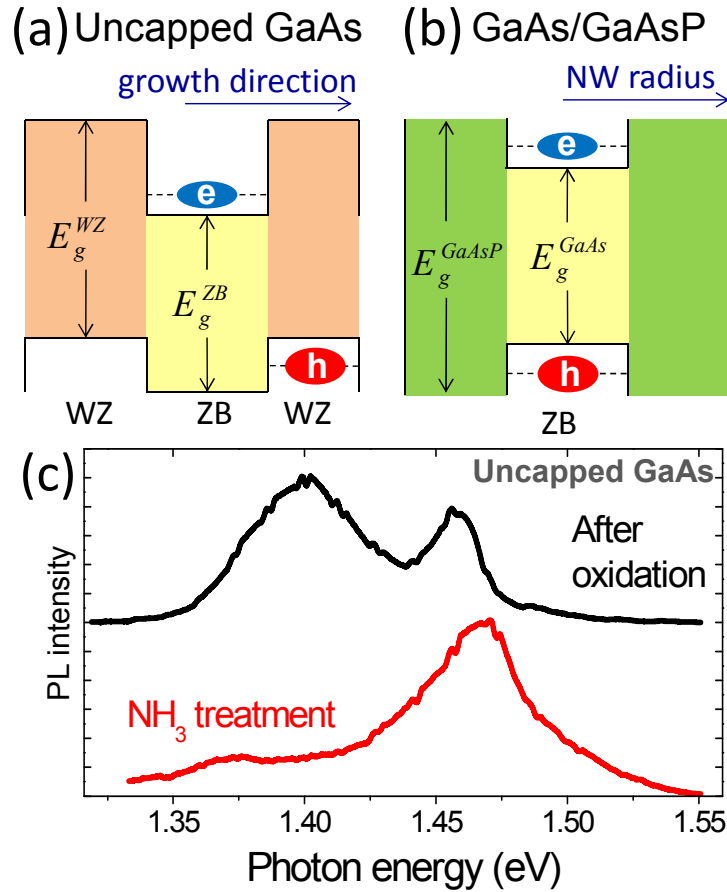 (a) Uncapped GaAs
growth direction
E_g^{WZ}
E_g^{ZB}
e
h
WZ ZB WZ
(b) GaAs/GaAsP
NW radius
E_g^{GaAsP}
E_g^{GaAs}
e
h
ZB
(c)
Uncapped GaAs
After
oxidation
NH₃ treatment
PL intensity
1.35 1.40 1.45 1.50 1.55
Photon energy (eV)